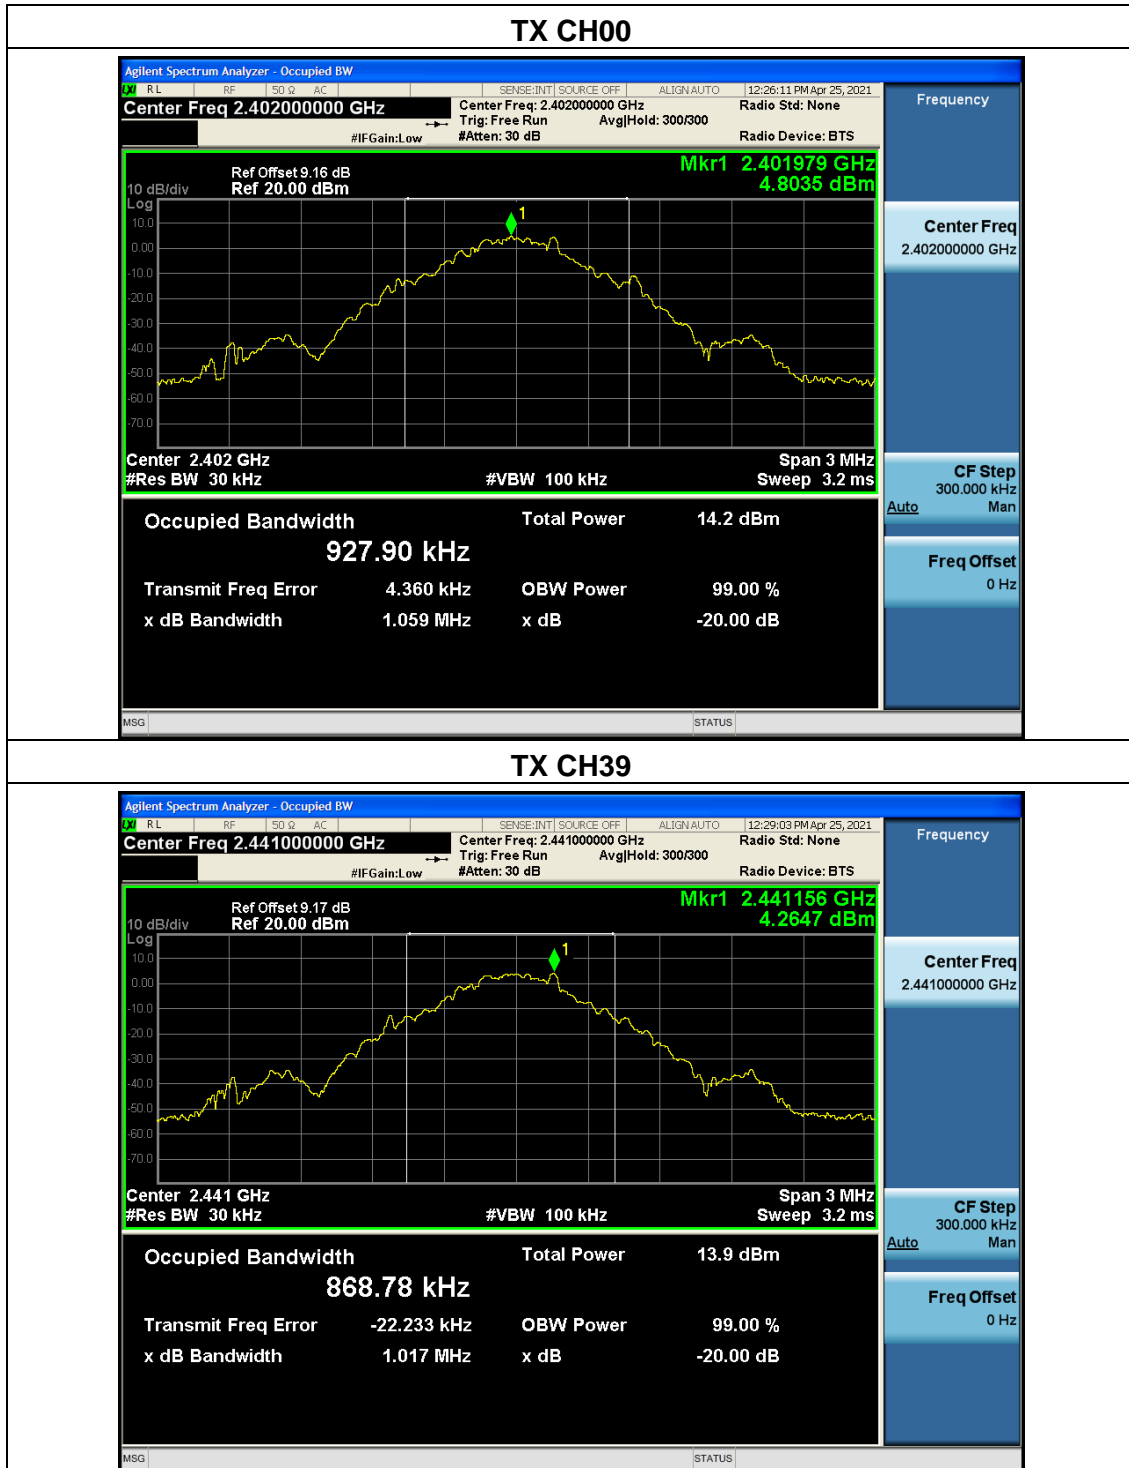 TX CH00
Agilent Spectrum Analyzer - Occupied BW
LXI RL RF 50 Ω AC SENSE:INT SOURCE OFF ALIGN AUTO 12:26:11 PM Apr 25, 2021
Center Freq 2.402000000 GHz
Center Freq: 2.402000000 GHz Radio Std: None
Trig: Free Run Avg|Hold: 300/300
#IFGain:Low #Atten: 30 dB Radio Device: BTS
Frequency
Mkr1 2.401979 GHz
4.8035 dBm
Ref Offset 9.16 dB
10 dB/div Ref 20.00 dBm
Log
1
10.0
0.00
-10.0
-20.0
-30.0
-40.0
-50.0
-60.0
-70.0
Center 2.402 GHz Span 3 MHz
#Res BW 30 kHz #VBW 100 kHz Sweep 3.2 ms
Center Freq
2.402000000 GHz
CF Step
300.000 kHz
Auto Man
Freq Offset
0 Hz
Occupied Bandwidth Total Power 14.2 dBm
927.90 kHz
Transmit Freq Error 4.360 kHz OBW Power 99.00 %
x dB Bandwidth 1.059 MHz x dB -20.00 dB
MSG STATUS
TX CH39
Agilent Spectrum Analyzer - Occupied BW
LXI RL RF 50 Ω AC SENSE:INT SOURCE OFF ALIGN AUTO 12:29:03 PM Apr 25, 2021
Center Freq 2.441000000 GHz
Center Freq: 2.441000000 GHz Radio Std: None
Trig: Free Run Avg|Hold: 300/300
#IFGain:Low #Atten: 30 dB Radio Device: BTS
Frequency
Mkr1 2.441156 GHz
4.2647 dBm
Ref Offset 9.17 dB
10 dB/div Ref 20.00 dBm
Log
1
10.0
0.00
-10.0
-20.0
-30.0
-40.0
-50.0
-60.0
-70.0
Center 2.441 GHz Span 3 MHz
#Res BW 30 kHz #VBW 100 kHz Sweep 3.2 ms
Center Freq
2.441000000 GHz
CF Step
300.000 kHz
Auto Man
Freq Offset
0 Hz
Occupied Bandwidth Total Power 13.9 dBm
868.78 kHz
Transmit Freq Error -22.233 kHz OBW Power 99.00 %
x dB Bandwidth 1.017 MHz x dB -20.00 dB
MSG STATUS